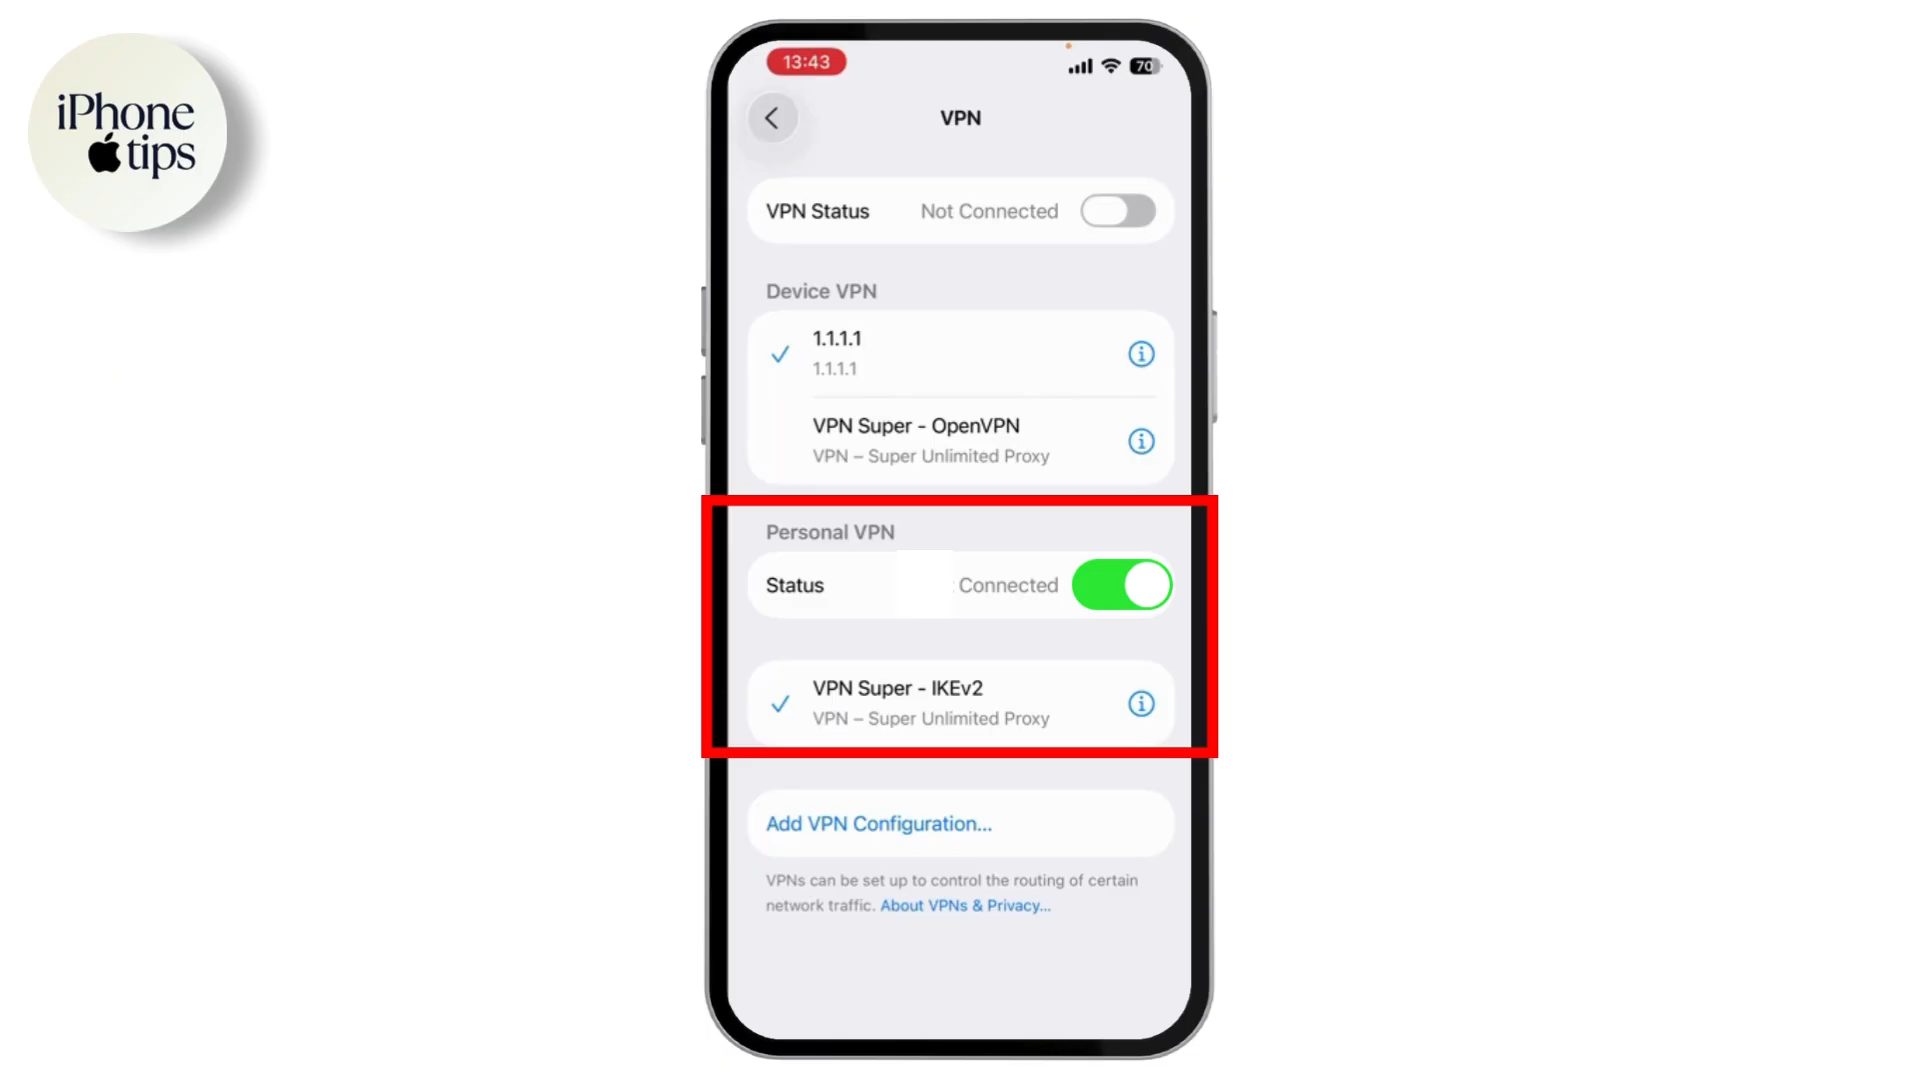 iPhone
tips
13:43
70
VPN
VPN Status Not Connected
Device VPN
1.1.1.1
1.1.1.1
VPN Super - OpenVPN
VPN – Super Unlimited Proxy
Personal VPN
Status Connected
VPN Super - IKEv2
VPN – Super Unlimited Proxy
Add VPN Configuration...
VPNs can be set up to control the routing of certain
network traffic. About VPNs & Privacy...